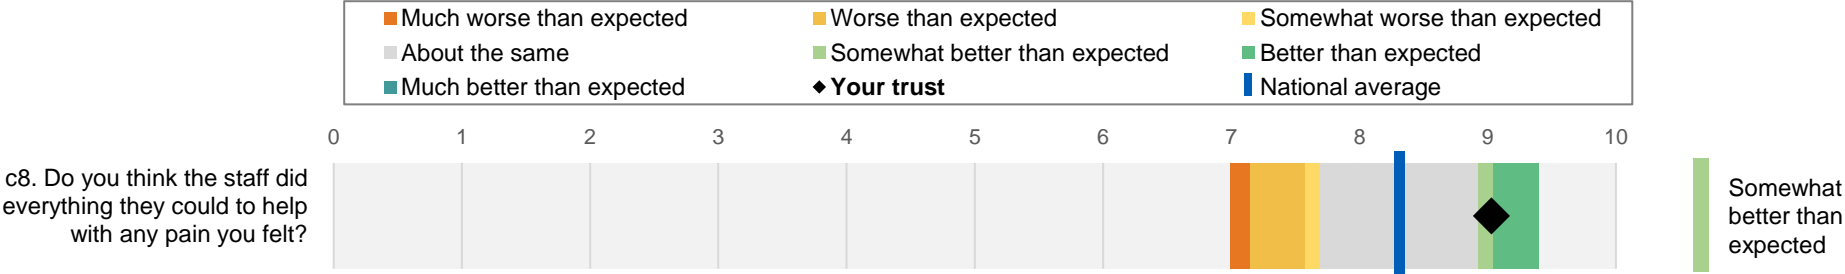 Much worse than expected
Worse than expected
Somewhat worse than expected
About the same
Somewhat better than expected
Better than expected
Much better than expected
Your trust
National average
0 1 2 3 4 5 6 7 8 9 10
c8. Do you think the staff did
everything they could to help
with any pain you felt?
Somewhat
better than
expected